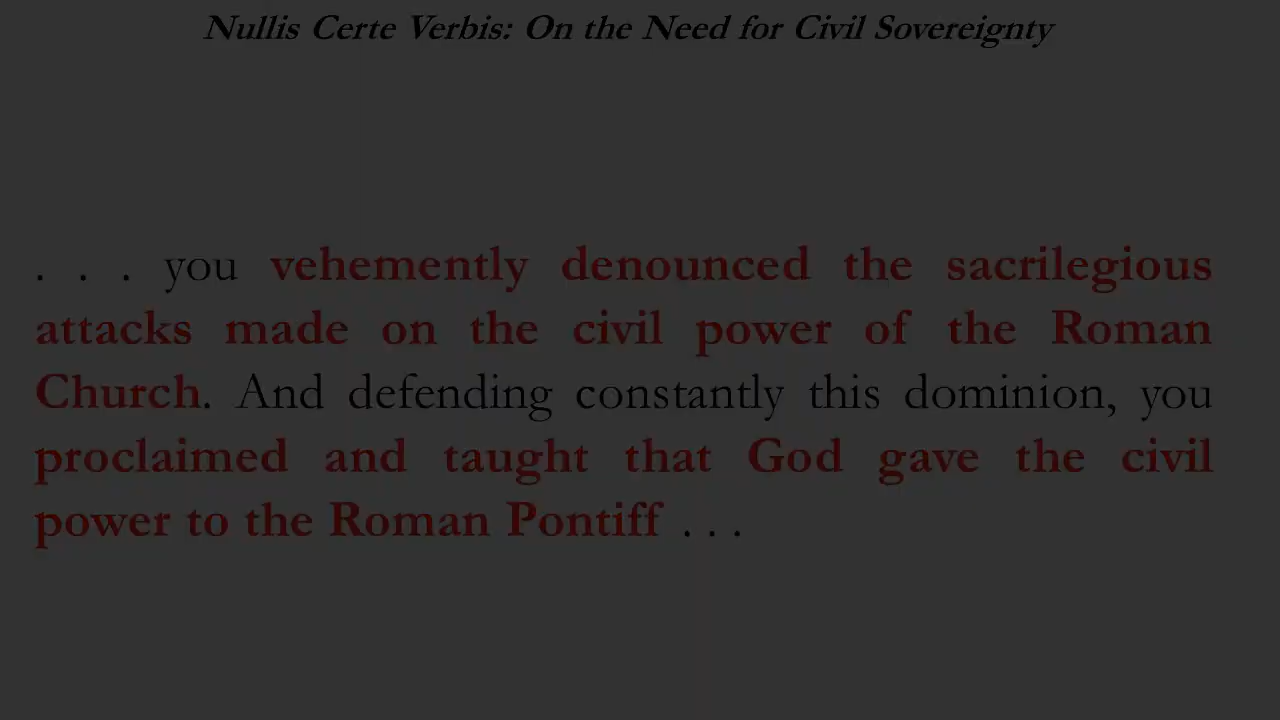 Nullis Certe Verbis: On the Need for Civil Sovereignty
. . . you vehemently denounced the sacrilegious
attacks made on the civil power of the Roman
Church. And defending constantly this dominion, you
proclaimed and taught that God gave the civil
power to the Roman Pontiff . . .